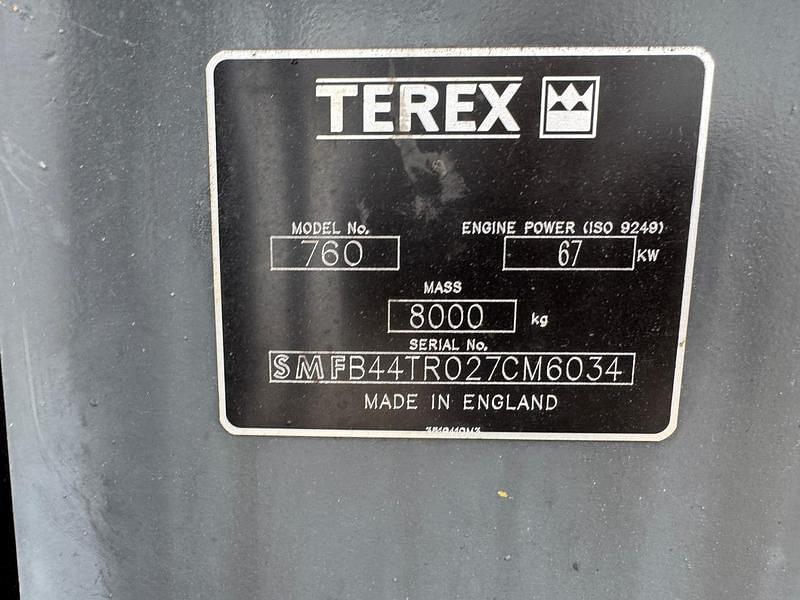 TEREX
MODEL No.
ENGINE POWER (ISO 9249)
760
67 KW
MASS
8000 kg
SERIAL No.
SMFB44TR027CM6034
MADE IN ENGLAND